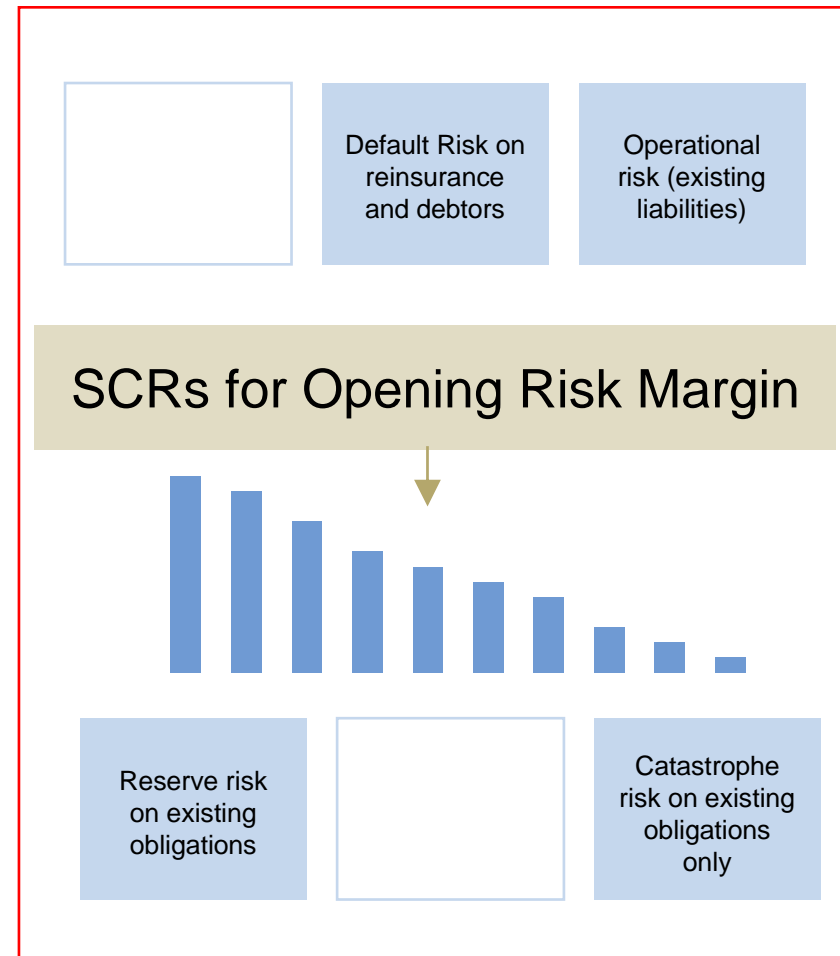 Default Risk on
reinsurance
and debtors
Operational
risk (existing
liabilities)
SCRs for Opening Risk Margin
Reserve risk
on existing
obligations
Catastrophe
risk on existing
obligations
only